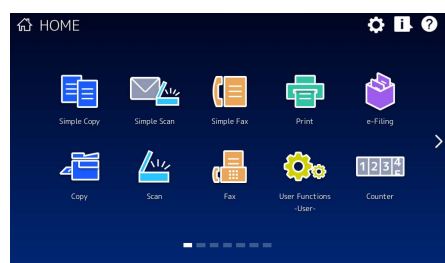 HOME
Simple Copy
Simple Scan
Simple Fax
Print
e-Filing
Copy
Scan
Fax
User Functions
-User-
Counter